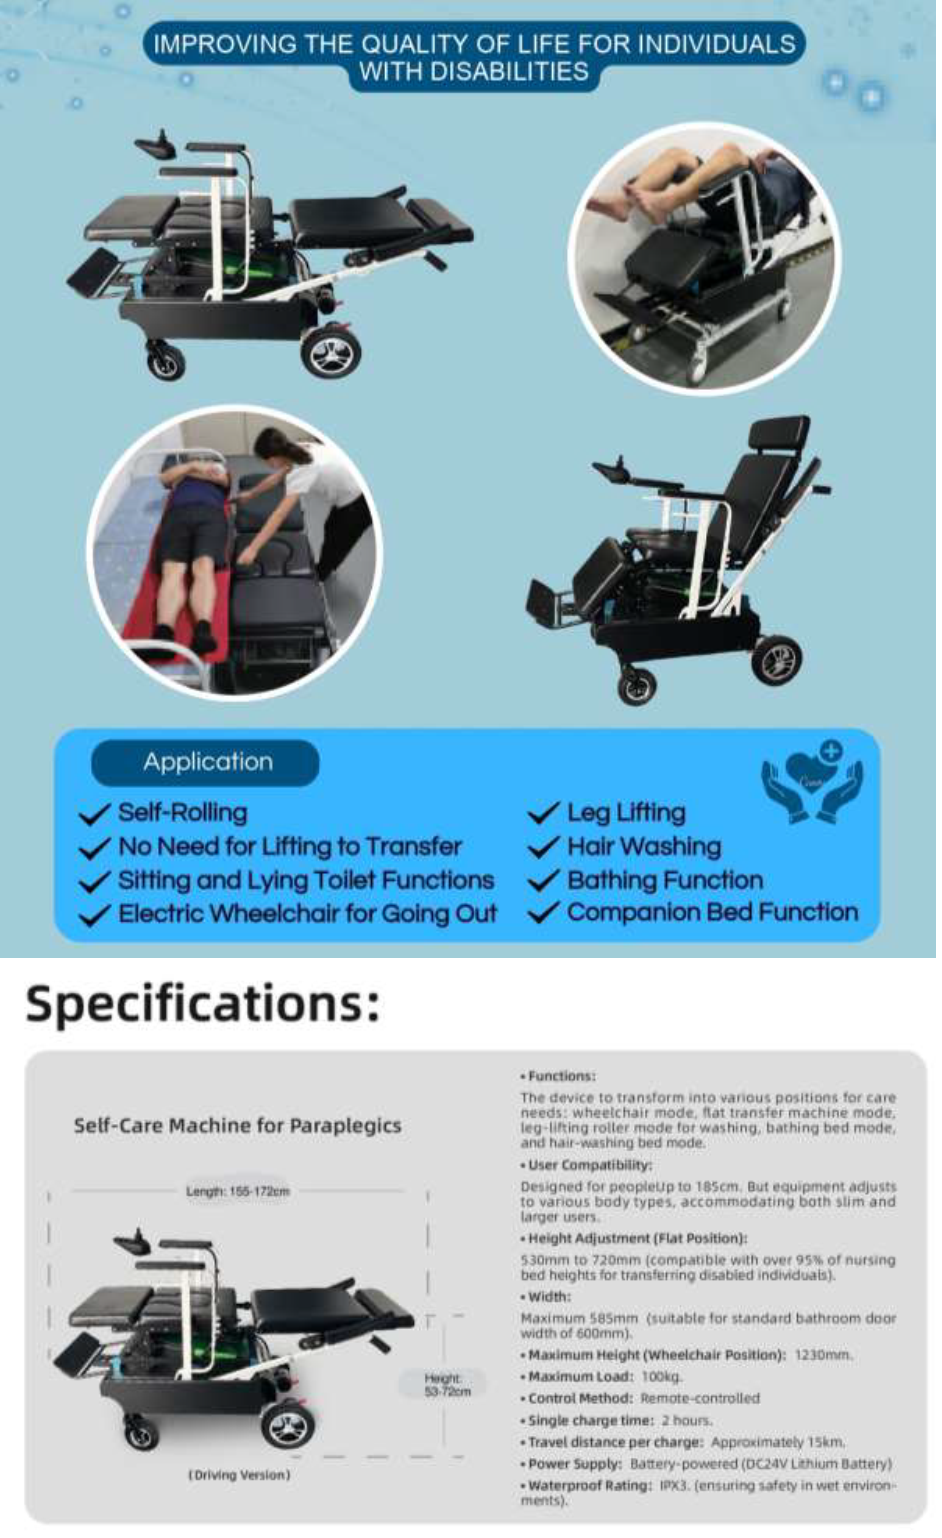 IMPROVING THE QUALITY OF LIFE FOR INDIVIDUALS
WITH DISABILITIES
Application
Self-Rolling
No Need for Lifting to Transfer
Sitting and Lying Toilet Functions
Electric Wheelchair for Going Out
Leg Lifting
Hair Washing
Bathing Function
Companion Bed Function
Specifications:
Self-Care Machine for Paraplegics
Length: 155-172cm
Height:
53-72cm
(Driving Version)
• Functions:
The device to transform into various positions for care
needs: wheelchair mode, flat transfer machine mode,
leg-lifting roller mode for washing, bathing bed mode,
and hair-washing bed mode.
• User Compatibility:
Designed for peopleUp to 185cm. But equipment adjusts
to various body types, accommodating both slim and
larger users.
• Height Adjustment (Flat Position):
530mm to 720mm (compatible with over 95% of nursing
bed heights for transferring disabled individuals).
• Width:
Maximum 585mm (suitable for standard bathroom door
width of 600mm).
• Maximum Height (Wheelchair Position): 1230mm.
• Maximum Load: 100kg.
• Control Method: Remote-controlled
• Single charge time: 2 hours.
• Travel distance per charge: Approximately 15km.
• Power Supply: Battery-powered (DC24V Lithium Battery)
• Waterproof Rating: IPX3. (ensuring safety in wet environ-
ments).